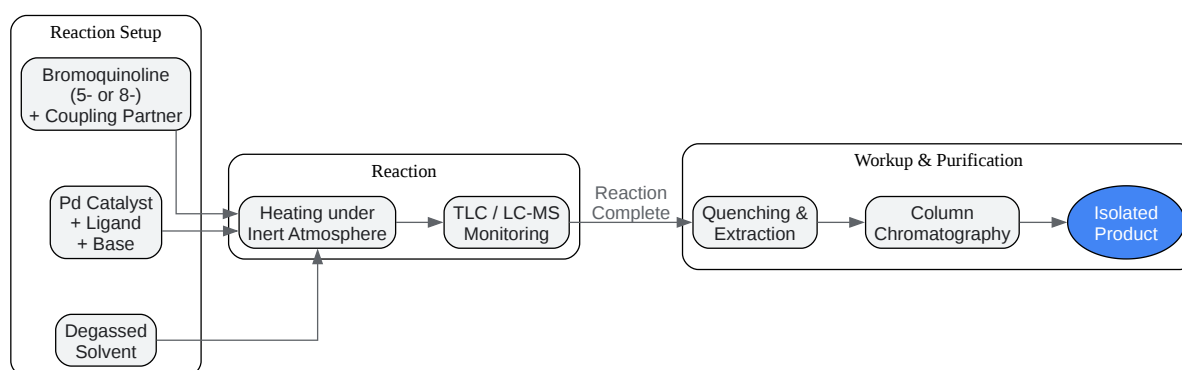 Reaction Setup
Bromoquinoline
(5- or 8-)
+ Coupling Partner
Pd Catalyst
+ Ligand
+ Base
Degassed
Solvent
Reaction
Heating under
Inert Atmosphere
TLC / LC-MS
Monitoring
Reaction
Complete
Workup & Purification
Quenching &
Extraction
Column
Chromatography
Isolated
Product